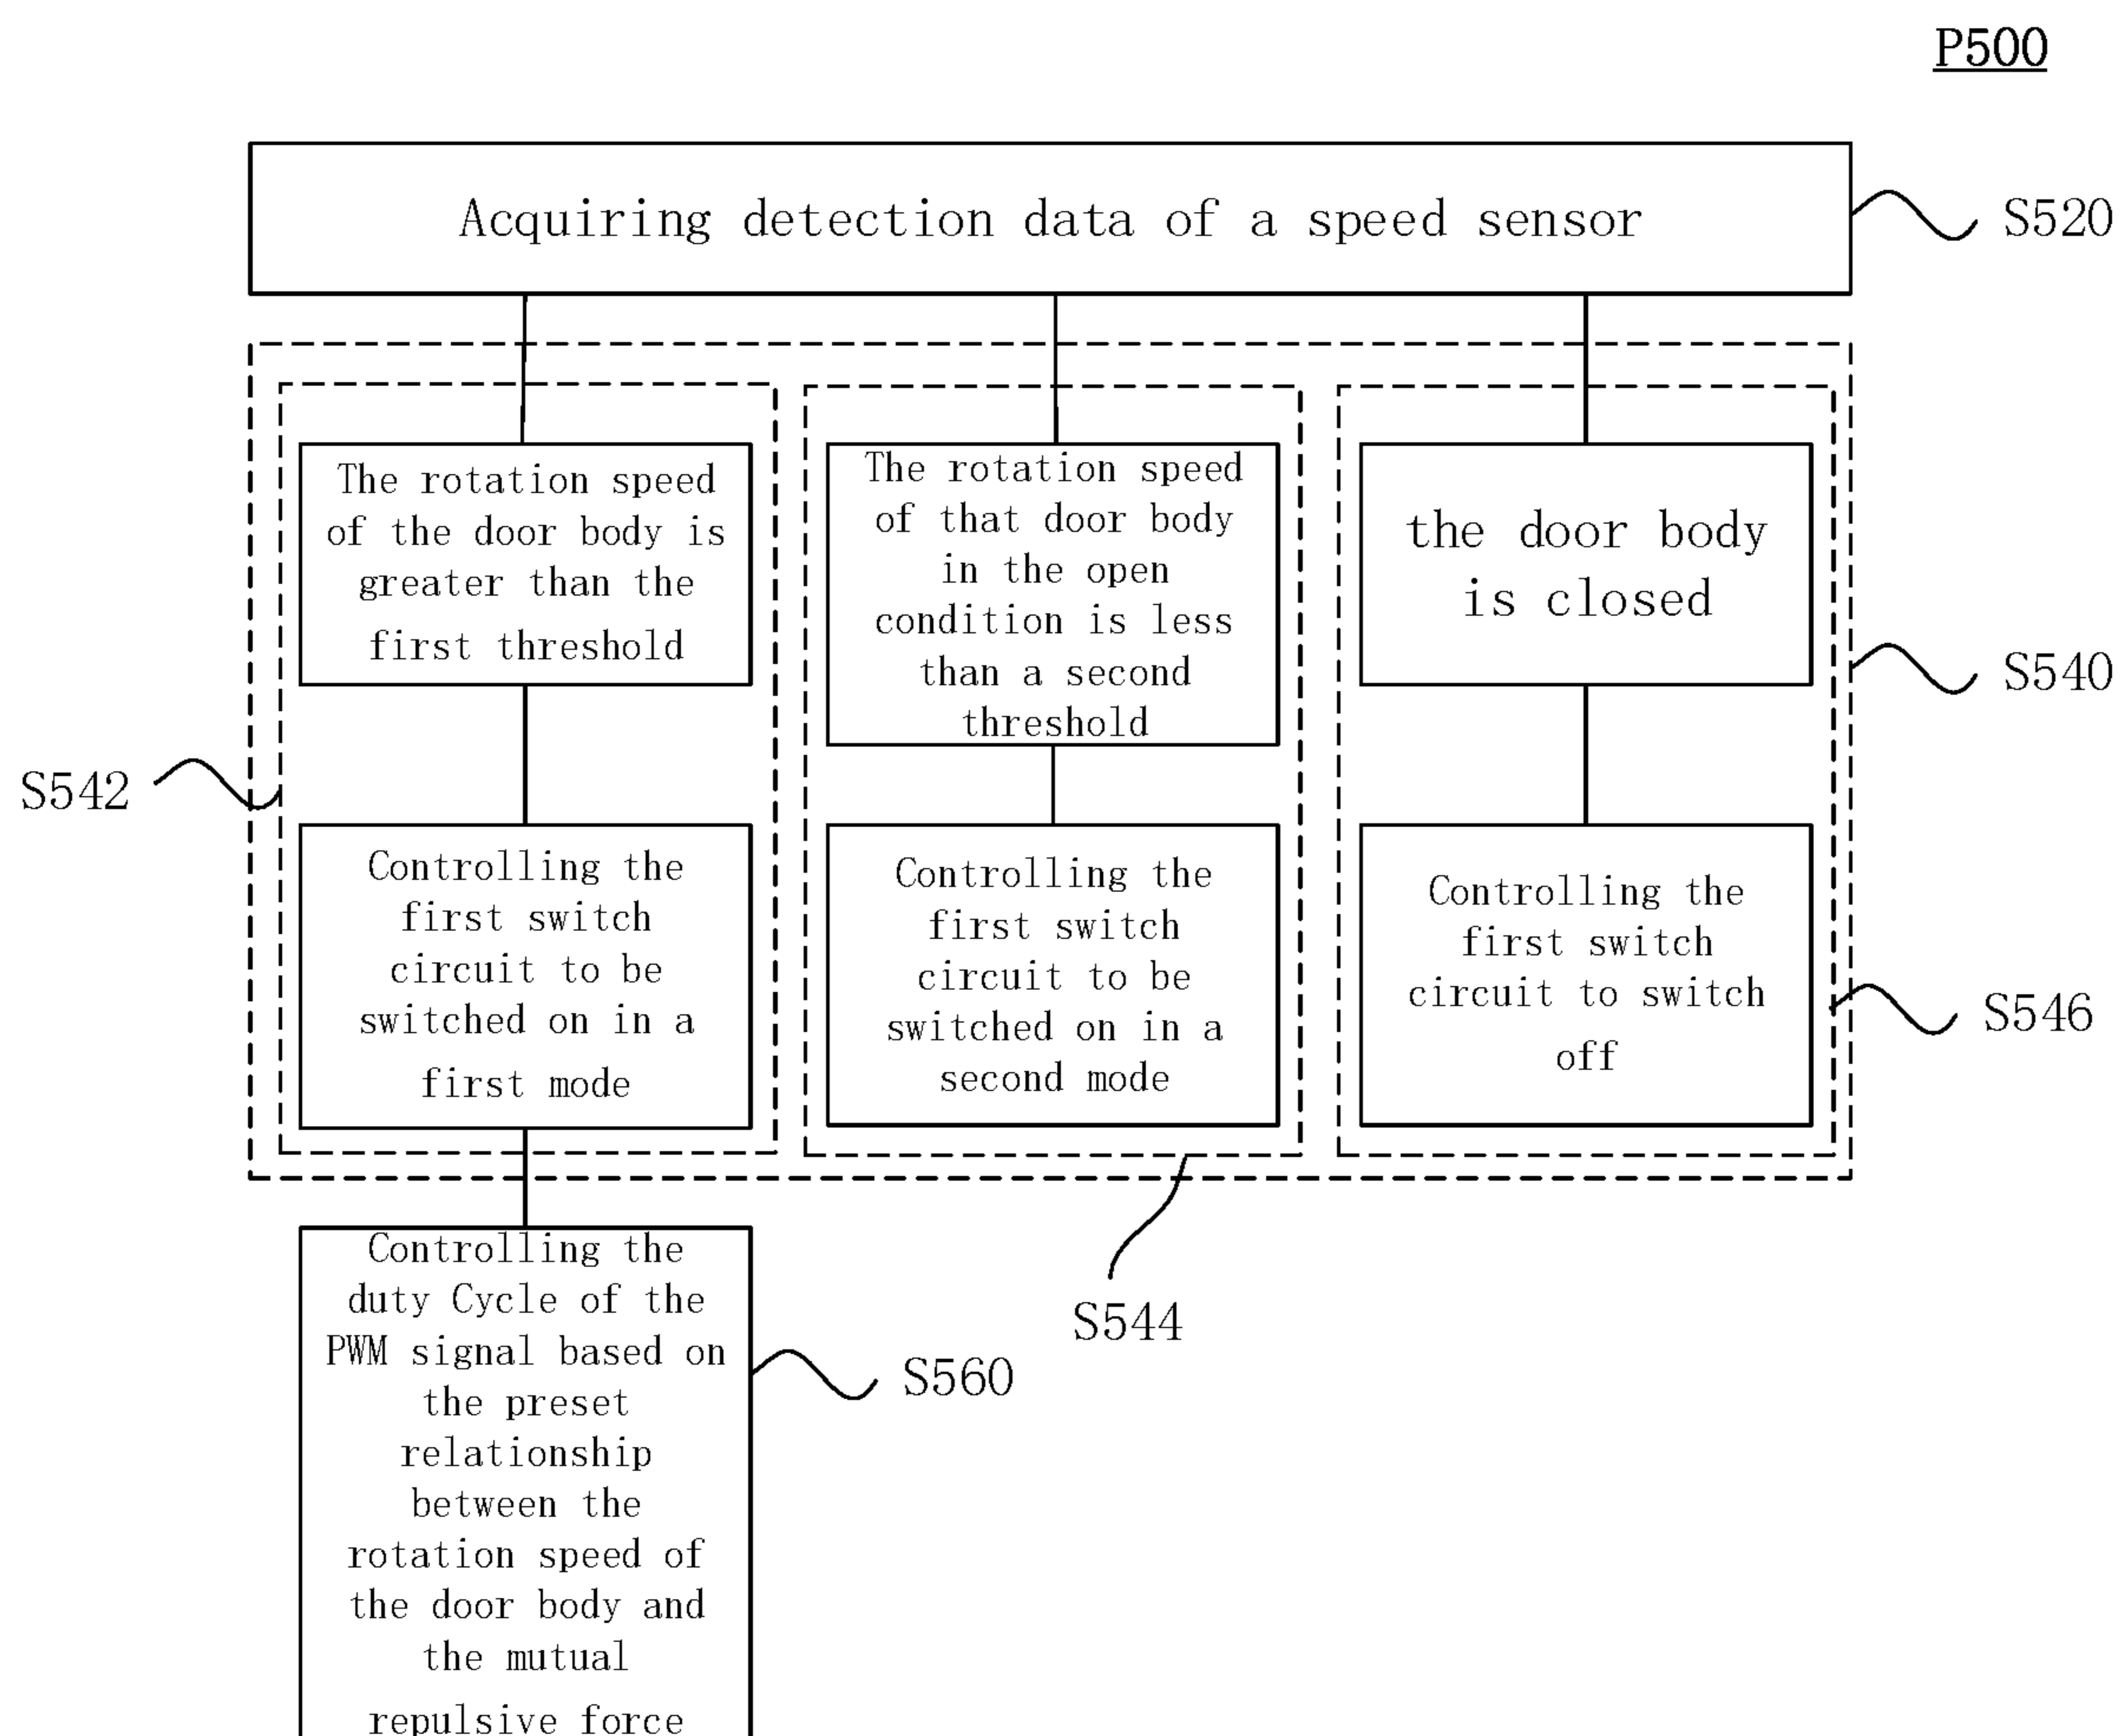 P500
Acquiring detection data of a speed sensor
S520
The rotation speed
of the door body is
greater than the
first threshold
The rotation speed
of that door body
in the open
condition is less
than a second
threshold
the door body
is closed
S540
S542
Controlling the
first switch
circuit to be
switched on in a
first mode
Controlling the
first switch
circuit to be
switched on in a
second mode
Controlling the
first switch
circuit to switch
off
S546
S544
Controlling the
duty Cycle of the
PWM signal based on
the preset
relationship
between the
rotation speed of
the door body and
the mutual
repulsive force
S560